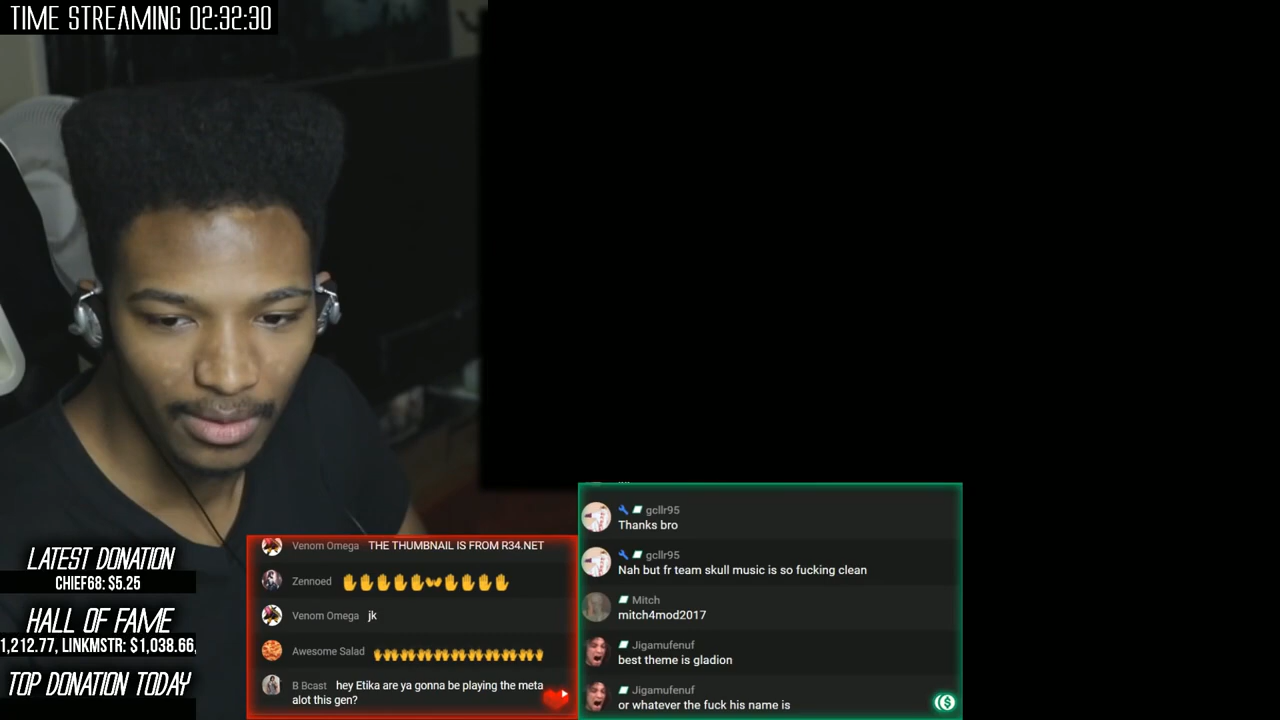 TIME STREAMING 02:32:30
LATEST DONATION
CHIEF68: $5.25
HALL OF FAME
1,212.77, LINKMSTR: $1,038.66,
TOP DONATION TODAY
Venom Omega THE THUMBNAIL IS FROM R34.NET
Zennoed ✋✋✋✋✋👐✋✋✋✋
Venom Omega jk
Awesome Salad
B Bcast hey Etika are ya gonna be playing the meta
alot this gen?
gcllr95
Thanks bro
gcllr95
Nah but fr team skull music is so fucking clean
Mitch
mitch4mod2017
Jigamufenuf
best theme is gladion
Jigamufenuf
or whatever the fuck his name is